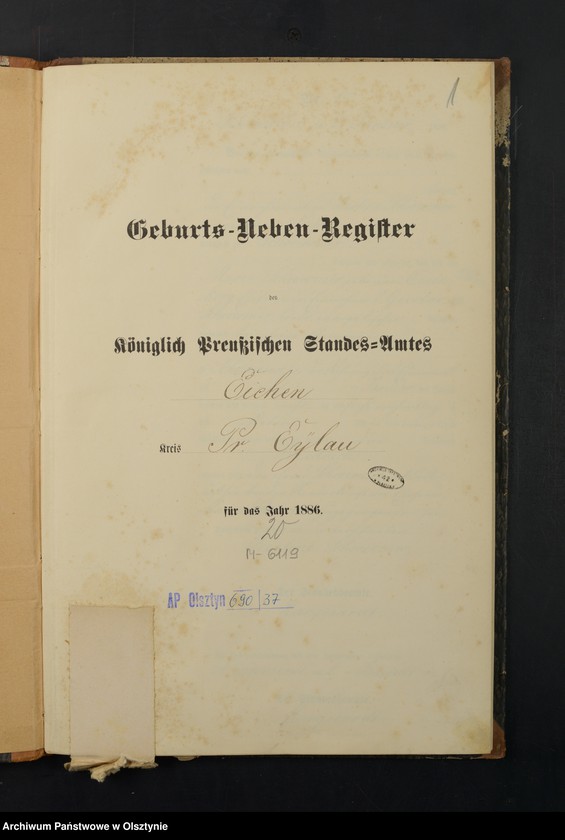 1
Geburts-Neben-Register
des
Königlich Preußischen Standes-Amtes
Eichen
Kreis Pr. Eylau
für das Jahr 1886.
20
M-6119
AP Olsztyn 690/37
Archiwum Państwowe w Olsztynie